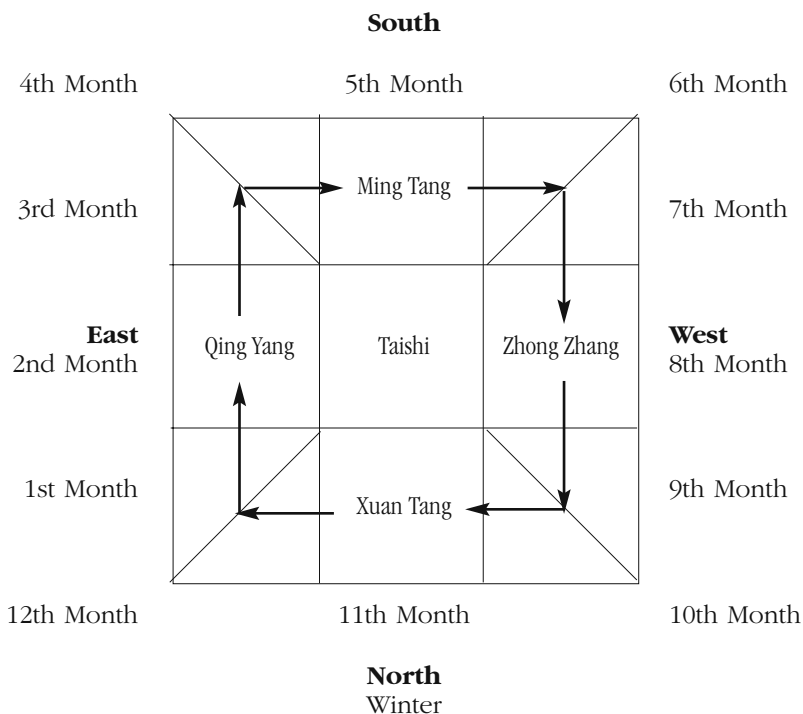 South
4th Month
5th Month
6th Month
Ming Tang
3rd Month
7th Month
East
2nd Month
Qing Yang
Taishi
Zhong Zhang
West
8th Month
1st Month
9th Month
Xuan Tang
12th Month
11th Month
10th Month
North
Winter